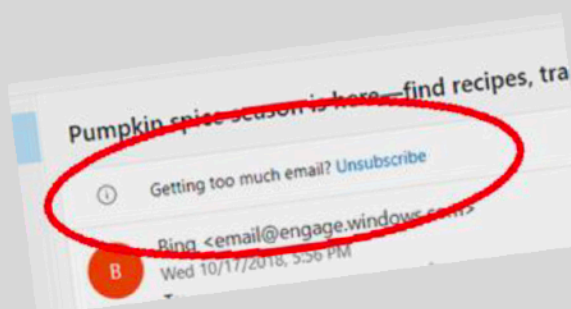 Pumpkin spice season is here—find recipes, tra
Getting too much email? Unsubscribe
B
Bing <email@engage.windows.com>
Wed 10/17/2018, 5:56 PM